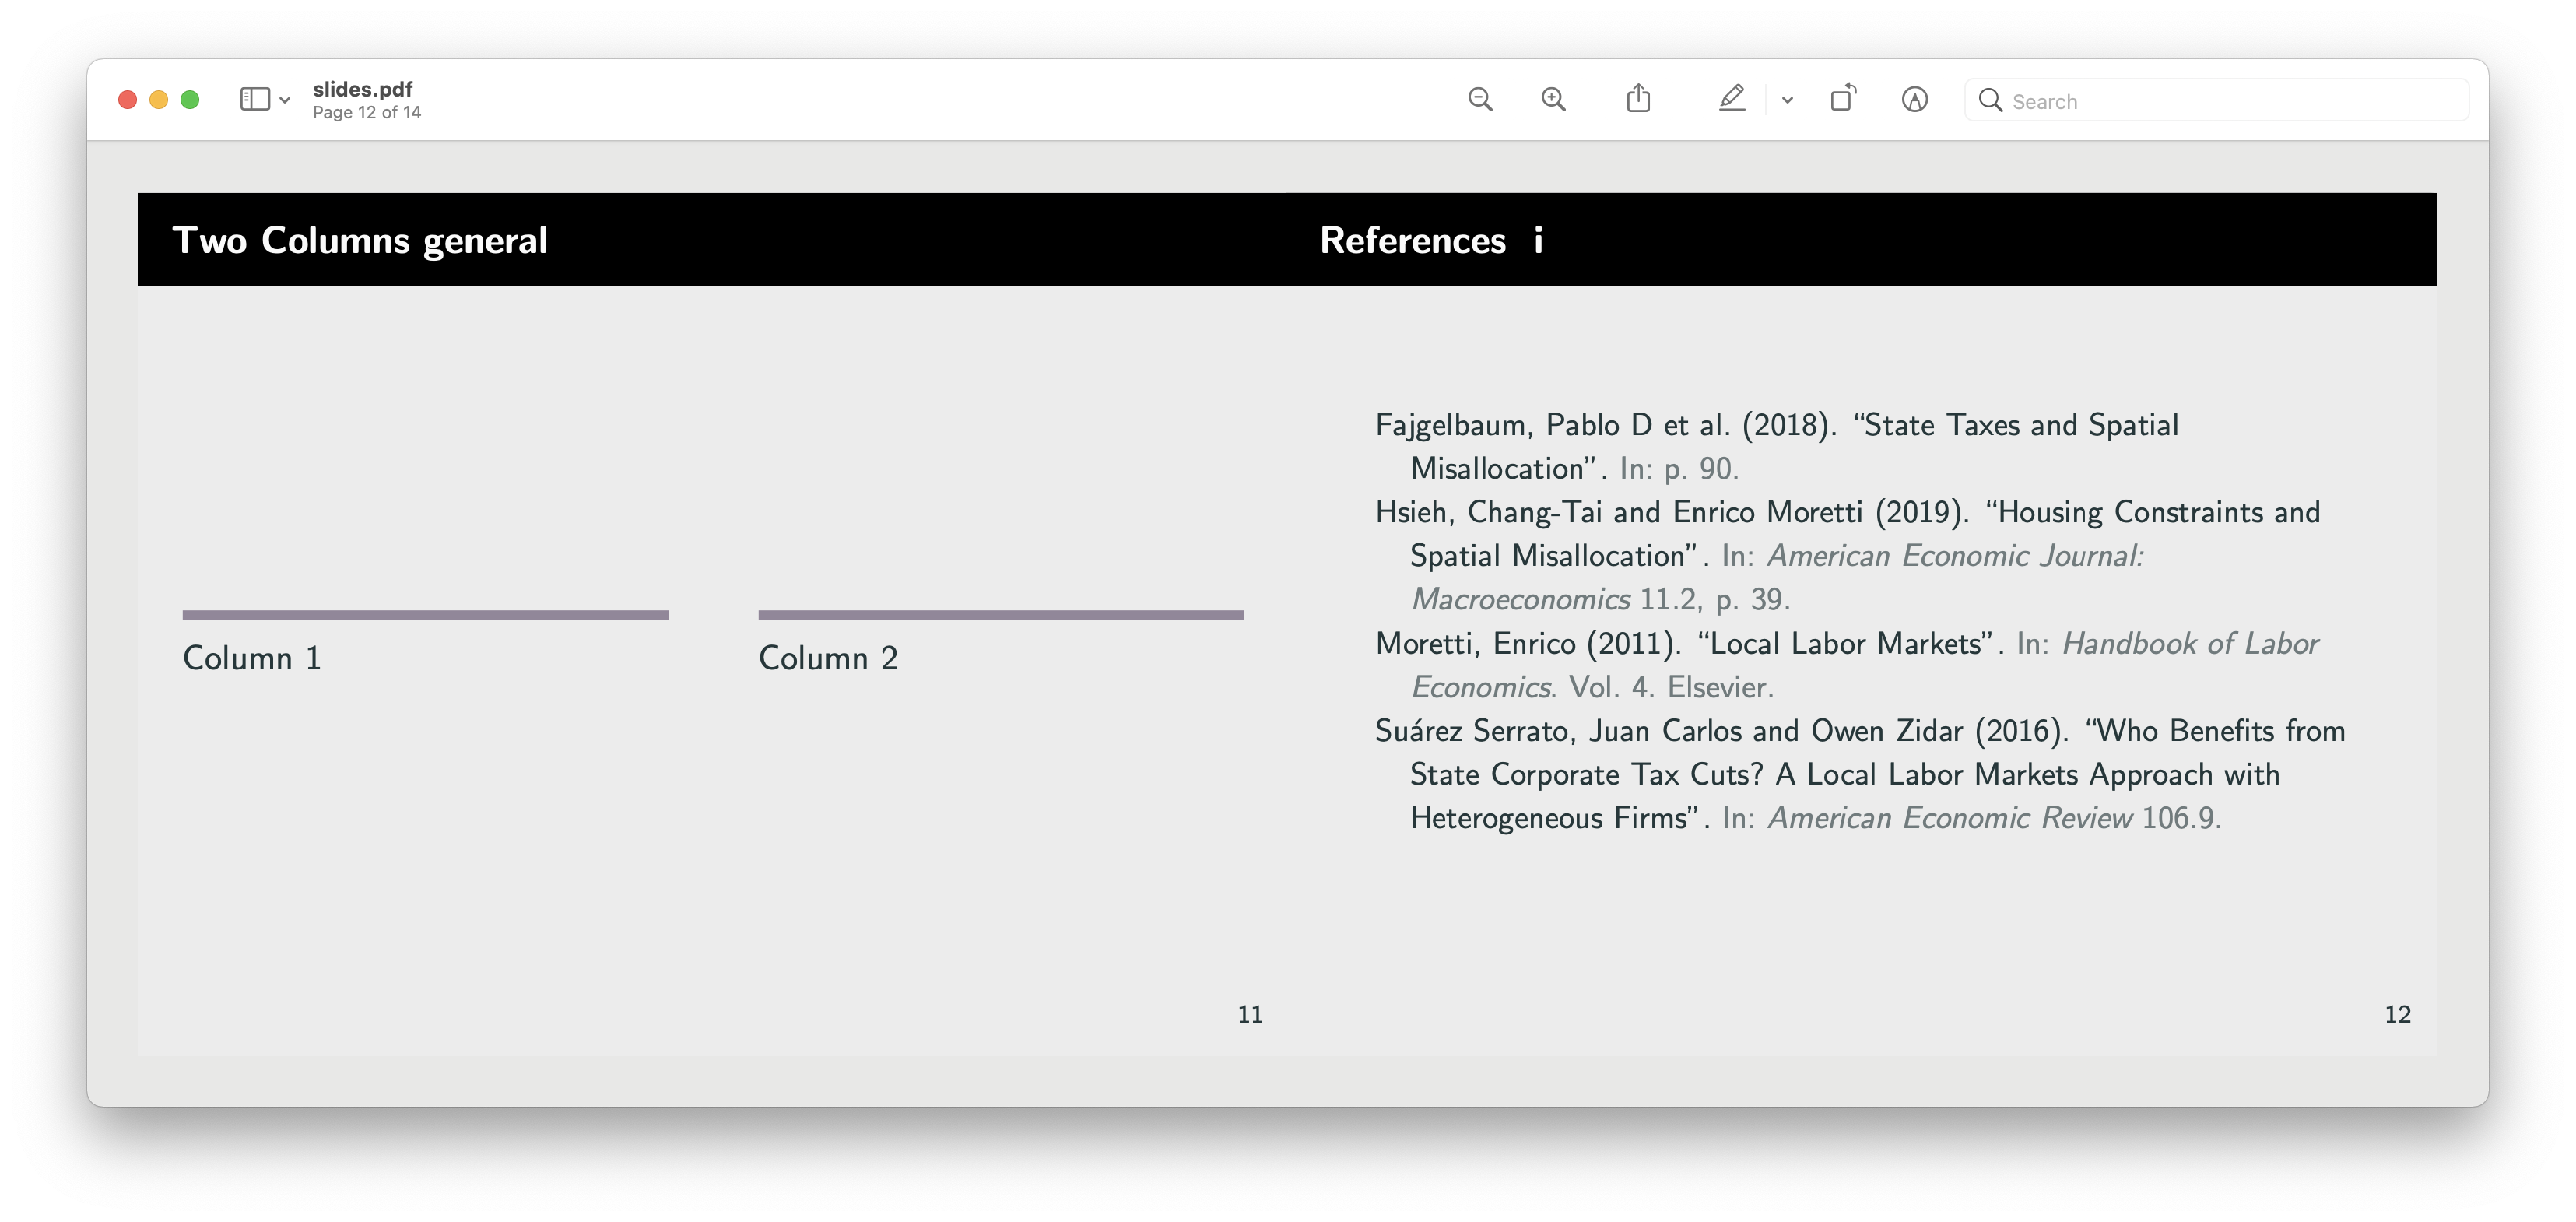 slides.pdf
Page 12 of 14
Search
Two Columns general
Column 1
Column 2
11
References i
Fajgelbaum, Pablo D et al. (2018). “State Taxes and Spatial
Misallocation”. In: p. 90.
Hsieh, Chang-Tai and Enrico Moretti (2019). “Housing Constraints and
Spatial Misallocation”. In: American Economic Journal:
Macroeconomics 11.2, p. 39.
Moretti, Enrico (2011). “Local Labor Markets”. In: Handbook of Labor
Economics. Vol. 4. Elsevier.
Suárez Serrato, Juan Carlos and Owen Zidar (2016). “Who Benefits from
State Corporate Tax Cuts? A Local Labor Markets Approach with
Heterogeneous Firms”. In: American Economic Review 106.9.
12